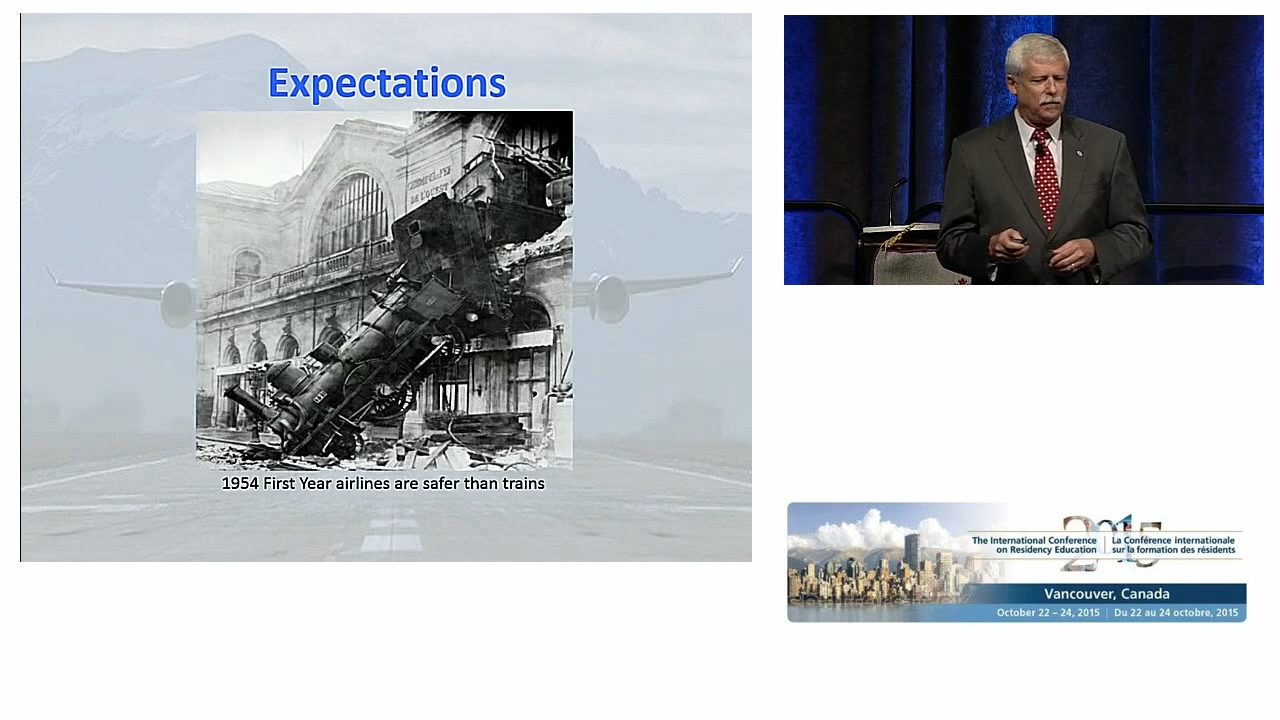 Expectations
1954 First Year airlines are safer than trains
2015
The International Conference
on Residency Education
La Conférence internationale
sur la formation des résidents
Vancouver, Canada
October 22 – 24, 2015 | Du 22 au 24 octobre, 2015